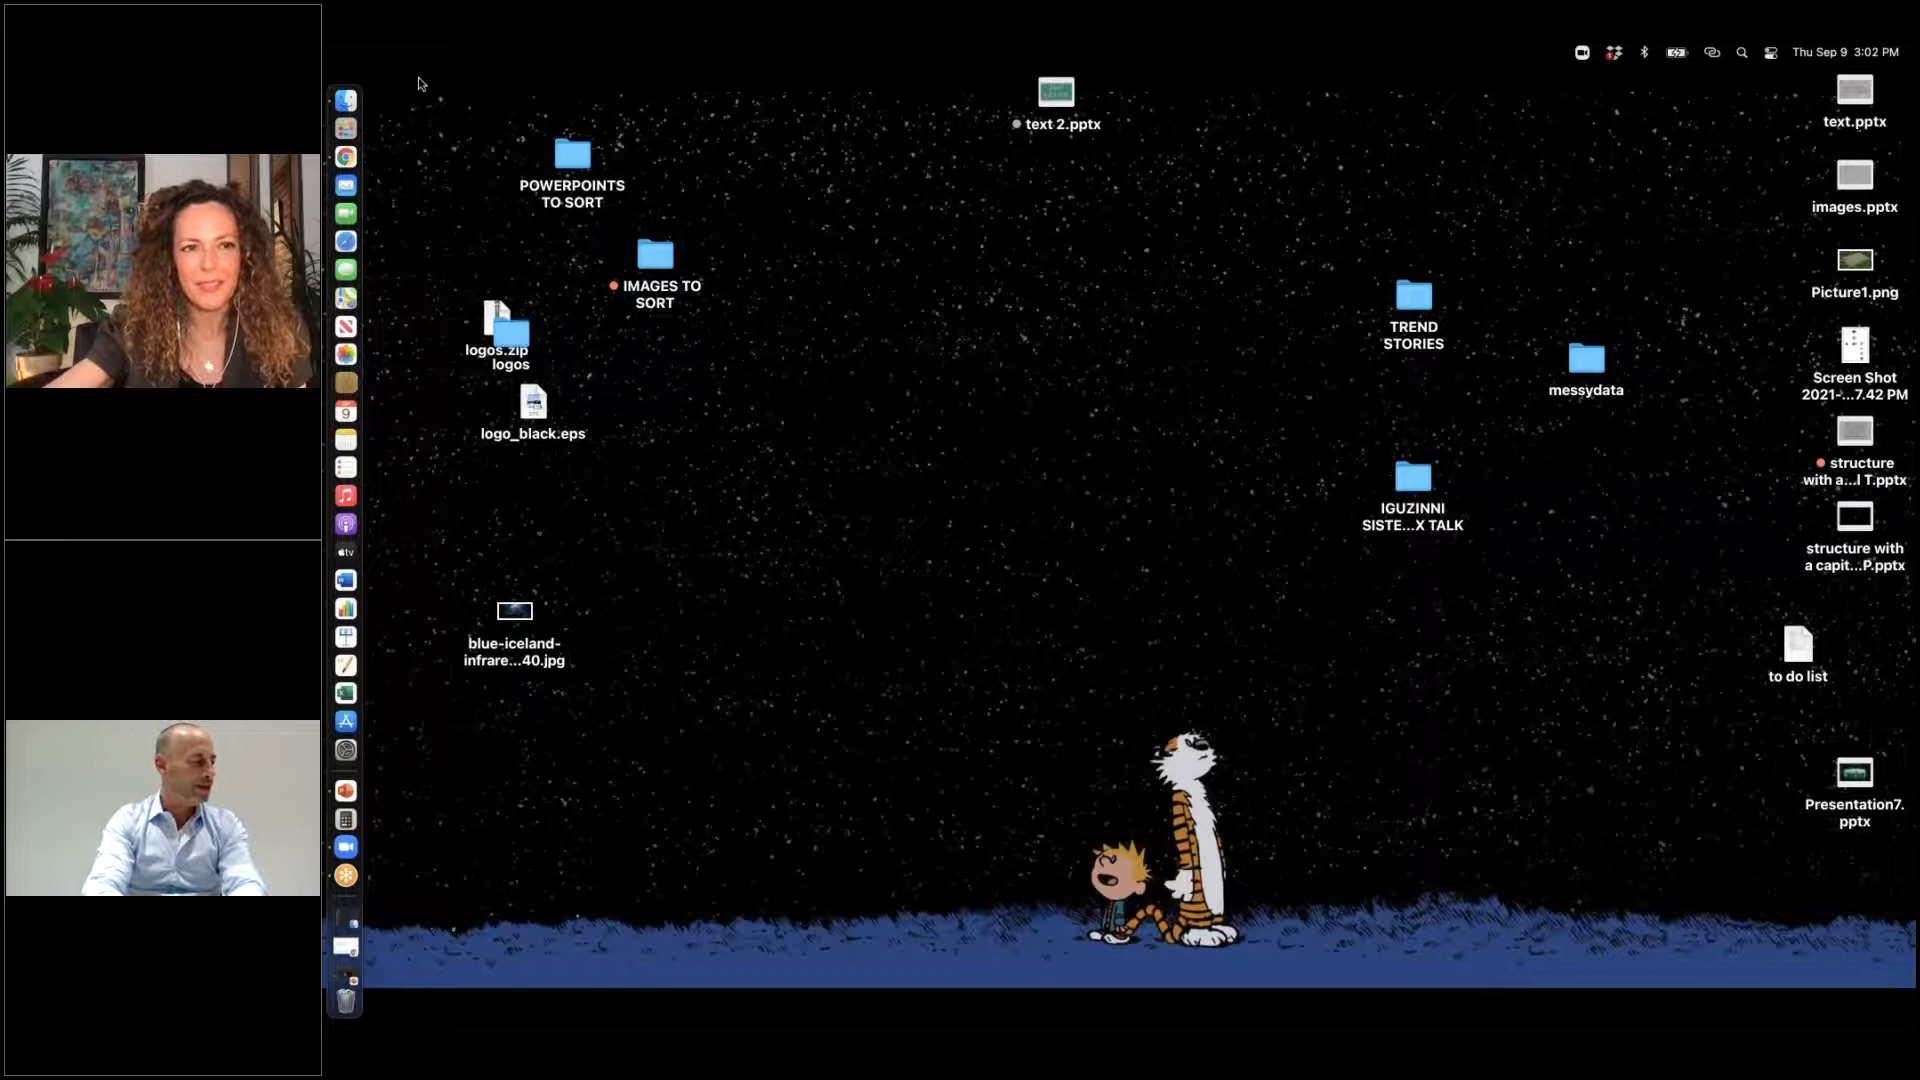 Thu Sep 9 3:02 PM
text 2.pptx
text.pptx
POWERPOINTS
TO SORT
images.pptx
IMAGES TO
SORT
Picture1.png
logos.zip
logos
TREND
STORIES
messydata
Screen Shot
2021-...7.42 PM
9
logo_black.eps
structure
with a...l T.pptx
IGUZINNI
SISTE...X TALK
structure with
a capit...P.pptx
tv
blue-iceland-
infrare...40.jpg
to do list
Presentation7.
pptx